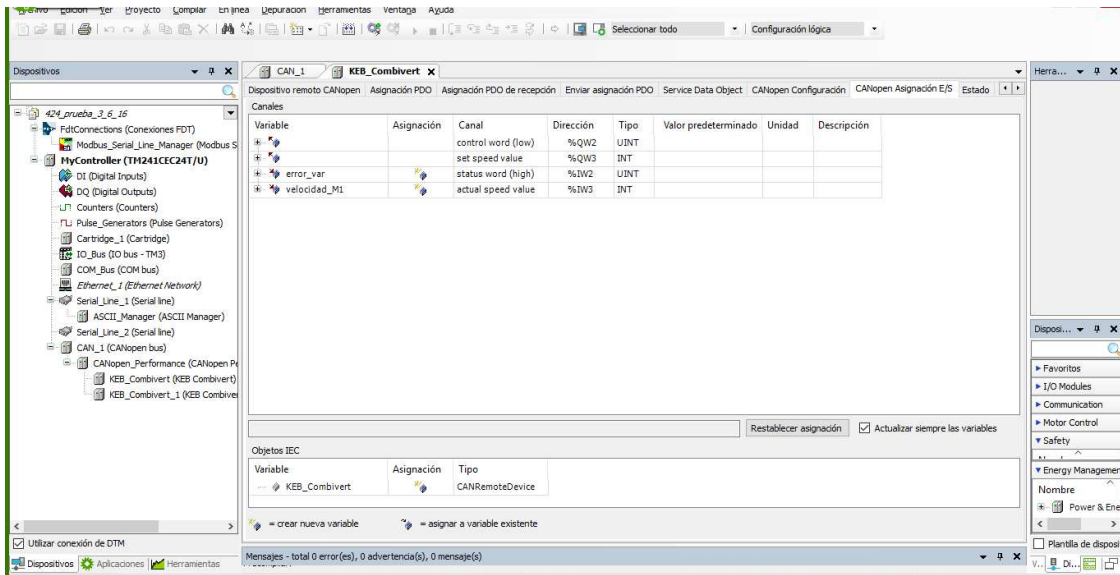 Archivo Edición Ver Proyecto Compilar En línea Depuración Herramientas Ventana Ayuda
Seleccionar todo Configuración lógica
Dispositivos
CAN_1 KEB_Combivert
Herra...
Dispositivo remoto CANopen Asignación PDO Asignación PDO de recepción Enviar asignación PDO Service Data Object CANopen Configuración CANopen Asignación E/S Estado
Canales
Variable Asignación Canal Dirección Tipo Valor predeterminado Unidad Descripción
control word (low) %QW2 UINT
set speed value %QW3 INT
error_var status word (high) %IW2 UINT
velocidad_M1 actual speed value %IW3 INT
424_prueba_3_6_16
FdtConnections (Conexiones FDT)
Modbus_Serial_Line_Manager (Modbus S
MyController (TM241CEC24T/U)
DI (Digital Inputs)
DQ (Digital Outputs)
Counters (Counters)
Pulse_Generators (Pulse Generators)
Cartridge_1 (Cartridge)
IO_Bus (IO bus - TM3)
COM_Bus (COM bus)
Ethernet_1 (Ethernet Network)
Serial_Line_1 (Serial line)
ASCII_Manager (ASCII Manager)
Serial_Line_2 (Serial line)
CAN_1 (CANopen bus)
CANopen_Performance (CANopen Pe
KEB_Combivert (KEB Combivert)
KEB_Combivert_1 (KEB Combiver
Restablecer asignación Actualizar siempre las variables
Objetos IEC
Variable Asignación Tipo
KEB_Combivert CANRemoteDevice
= crear nueva variable = asignar a variable existente
Mensajes - total 0 error(es), 0 advertencia(s), 0 mensaje(s)
Utilizar conexión de DTM
Dispositivos Aplicaciones Herramientas
Disposi...
Favoritos
I/O Modules
Communication
Motor Control
Safety
Energy Managemen
Nombre
Power & Ene
Plantilla de disposi
V... Di...